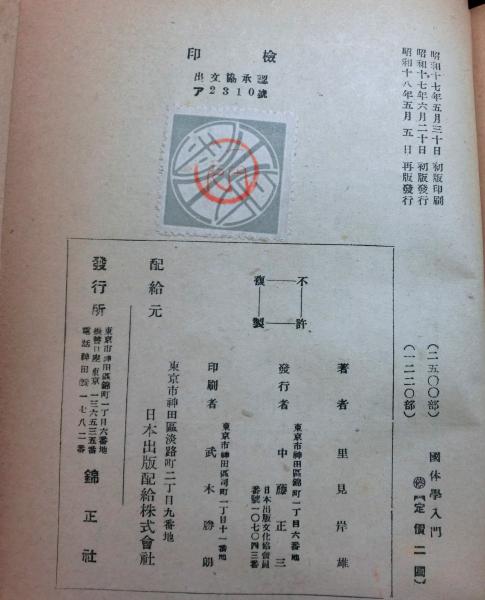 檢印
出文協承認
ア2310號
昭和十七年五月三十日 初版印刷
昭和十七年六月二十日 初版發行
昭和十八年五月五日 再版發行
(二五〇〇部)
(一二二〇部)
國体學入門
㊡【定價二圓】
不許複製
著者 里見岸雄
東京市神田區錦町一丁目六番地
發行者 中藤正三
日本出版文化協會員
番號一〇七〇四三番
東京市神田區司町一丁目十一番地
印刷者 武木勝朗
配給元
東京市神田區淡路町二丁目九番地
日本出版配給株式會社
發行所
東京市神田區錦町一丁目六番地
振替口座東京一三六五三五番
電話神田 一七八二番
錦正社